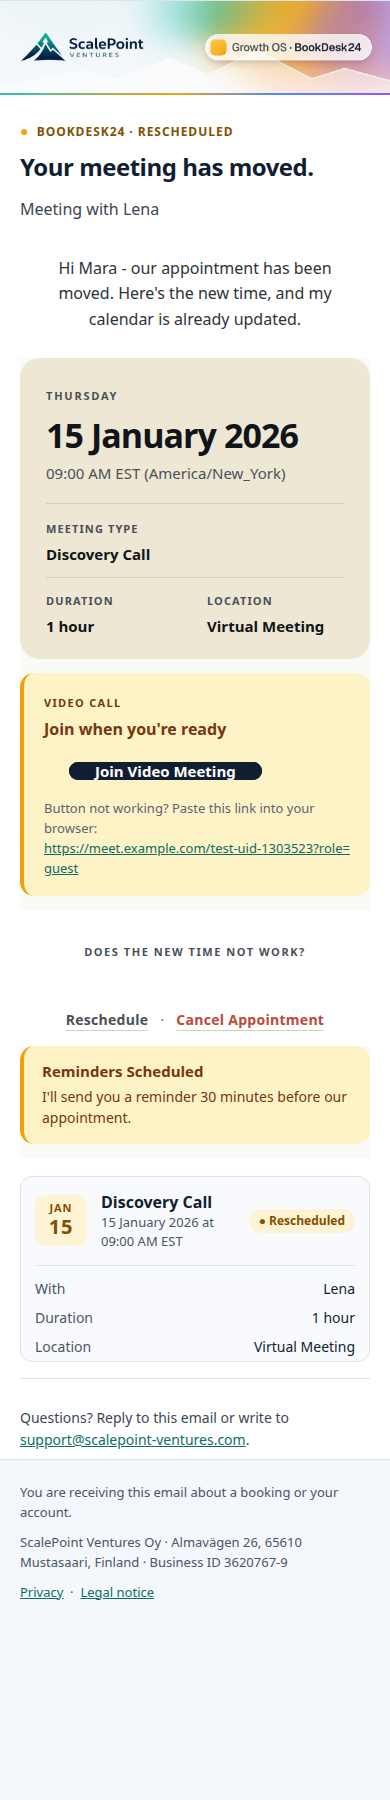 ScalePoint
VENTURES
Growth OS · BookDesk24
BOOKDESK24 · RESCHEDULED
Your meeting has moved.
Meeting with Lena
Hi Mara - our appointment has been
moved. Here's the new time, and my
calendar is already updated.
THURSDAY
15 January 2026
09:00 AM EST (America/New_York)
MEETING TYPE
Discovery Call
DURATION LOCATION
1 hour Virtual Meeting
VIDEO CALL
Join when you're ready
Join Video Meeting
Button not working? Paste this link into your
browser:
https://meet.example.com/test-uid-1303523?role=
guest
DOES THE NEW TIME NOT WORK?
Reschedule · Cancel Appointment
Reminders Scheduled
I'll send you a reminder 30 minutes before our
appointment.
JAN
15
Discovery Call
15 January 2026 at
09:00 AM EST
● Rescheduled
With Lena
Duration 1 hour
Location Virtual Meeting
Questions? Reply to this email or write to
support@scalepoint-ventures.com.
You are receiving this email about a booking or your
account.
ScalePoint Ventures Oy · Almavägen 26, 65610
Mustasaari, Finland · Business ID 3620767-9
Privacy · Legal notice